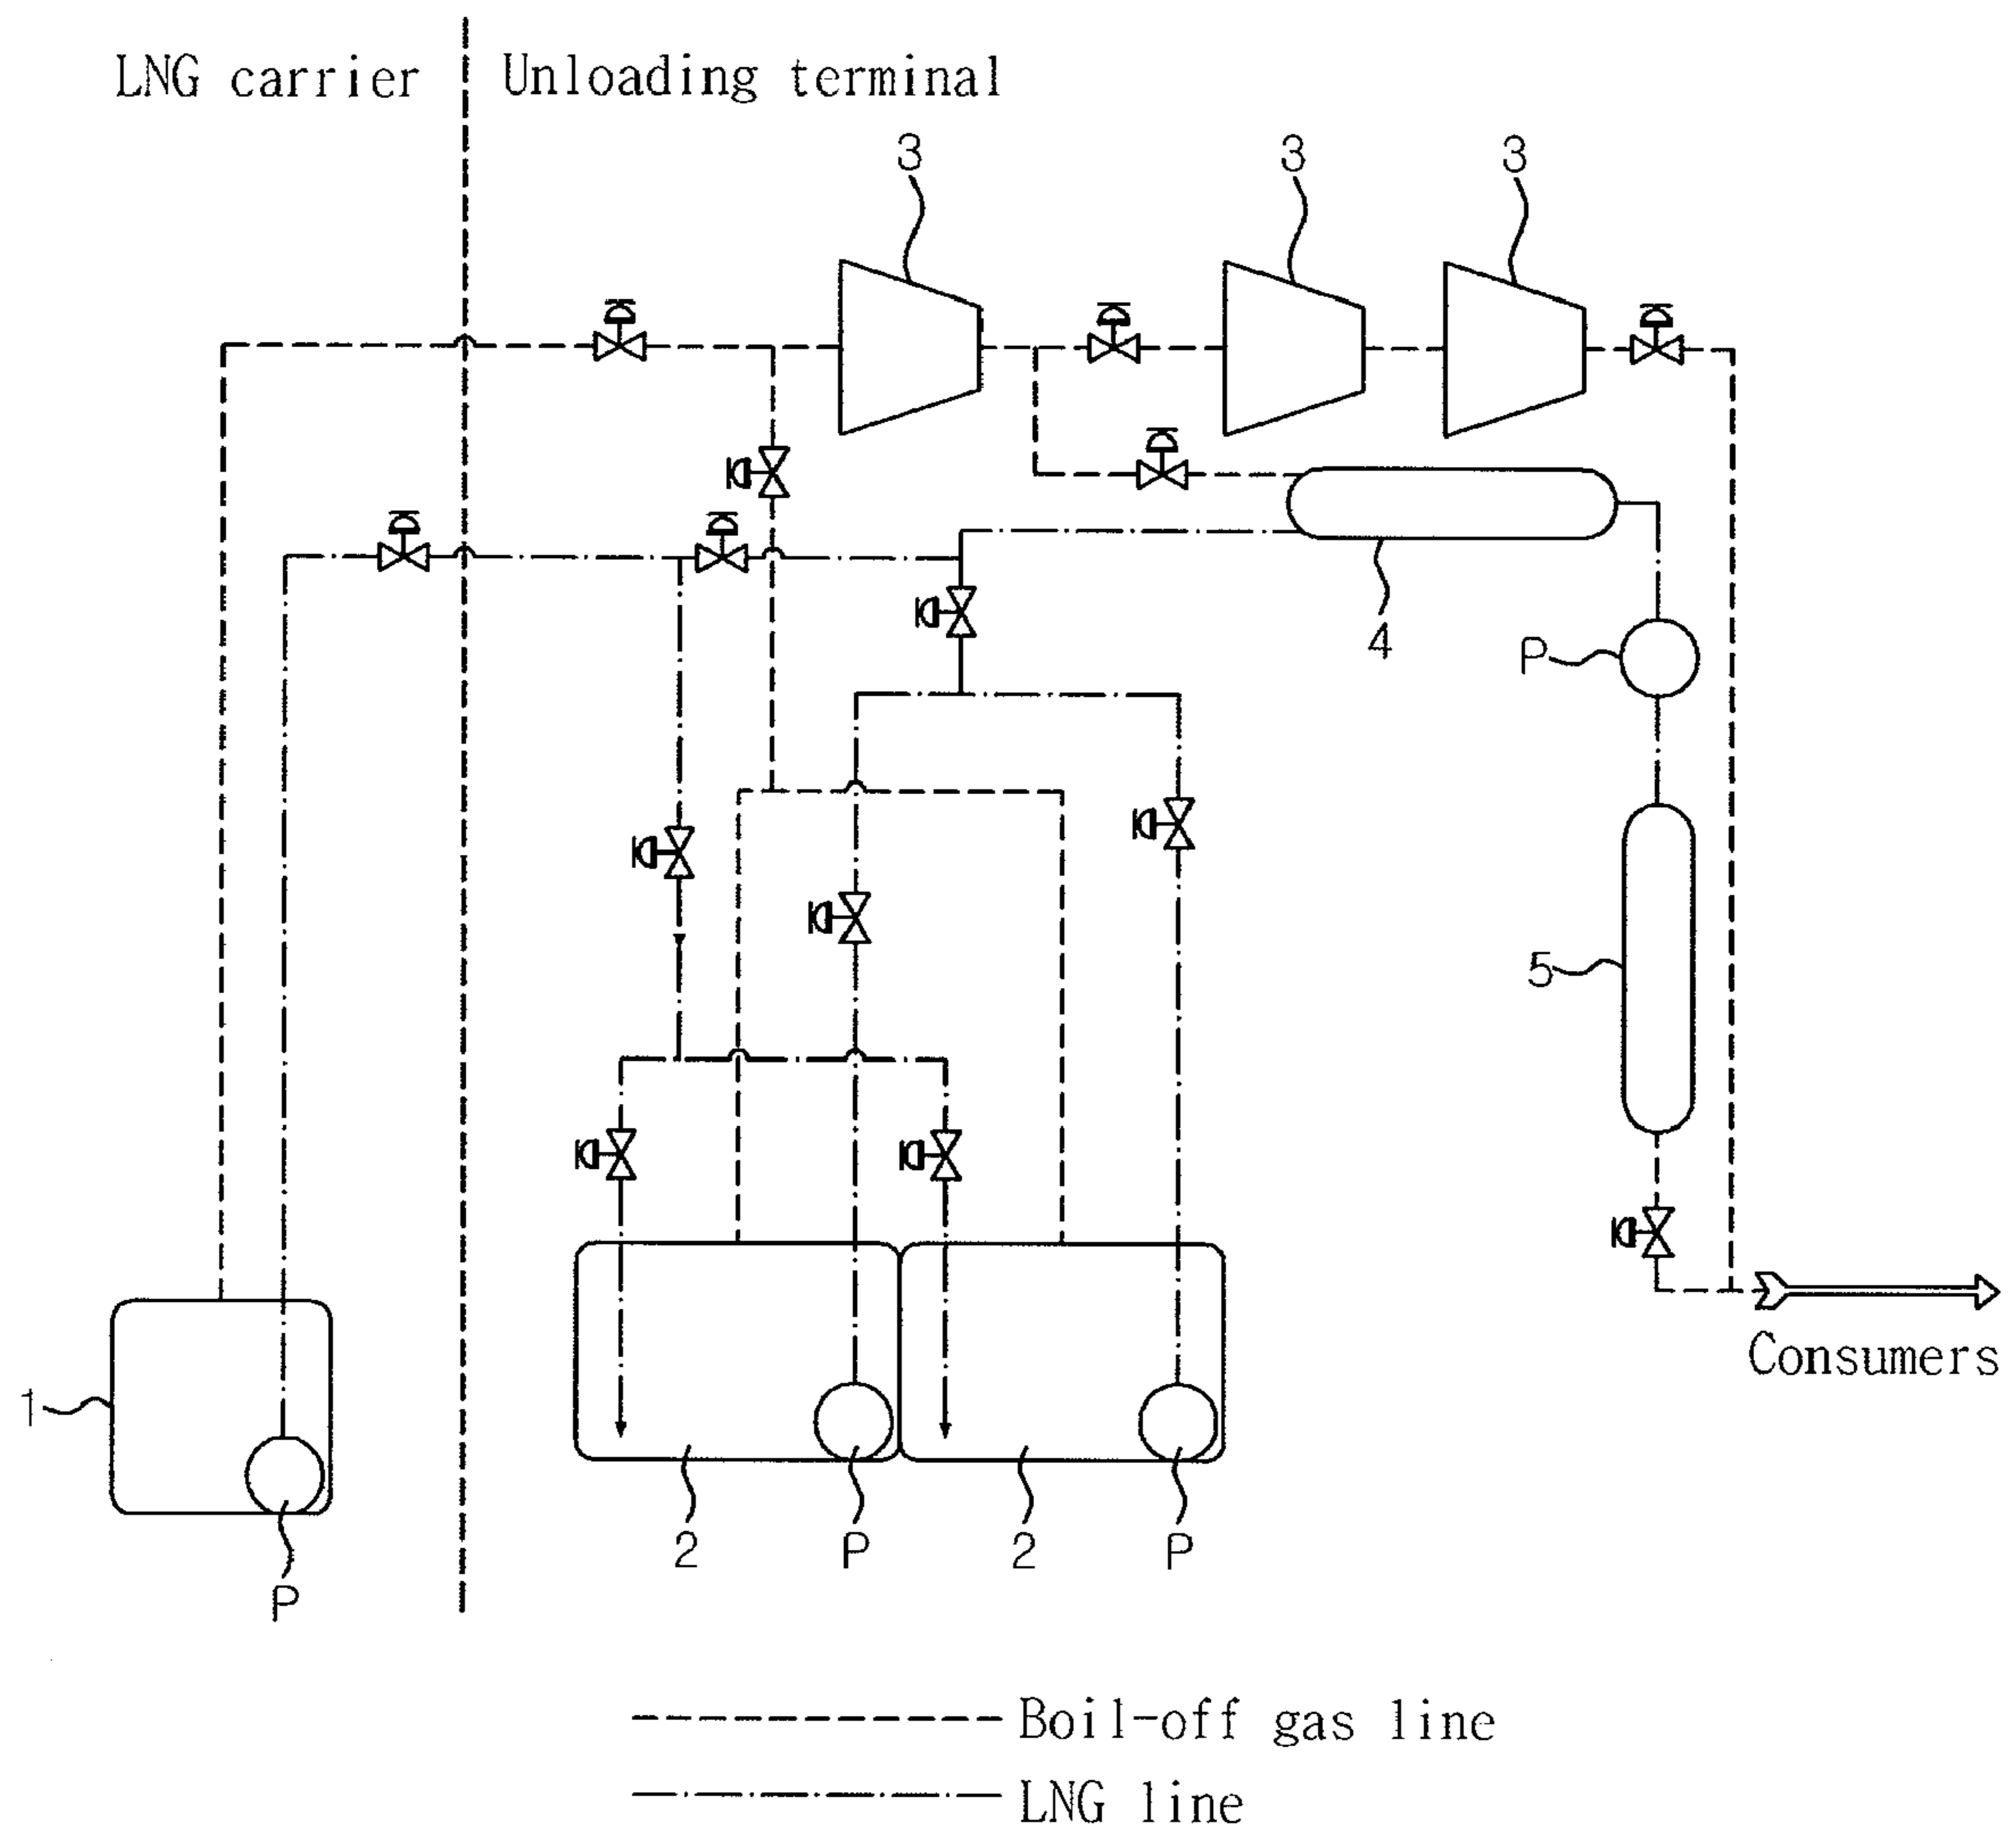 LNG carrier
Unloading terminal
3
3
3
4
P
5
Consumers
1
P
2
P
2
P
Boil-off gas line
LNG line